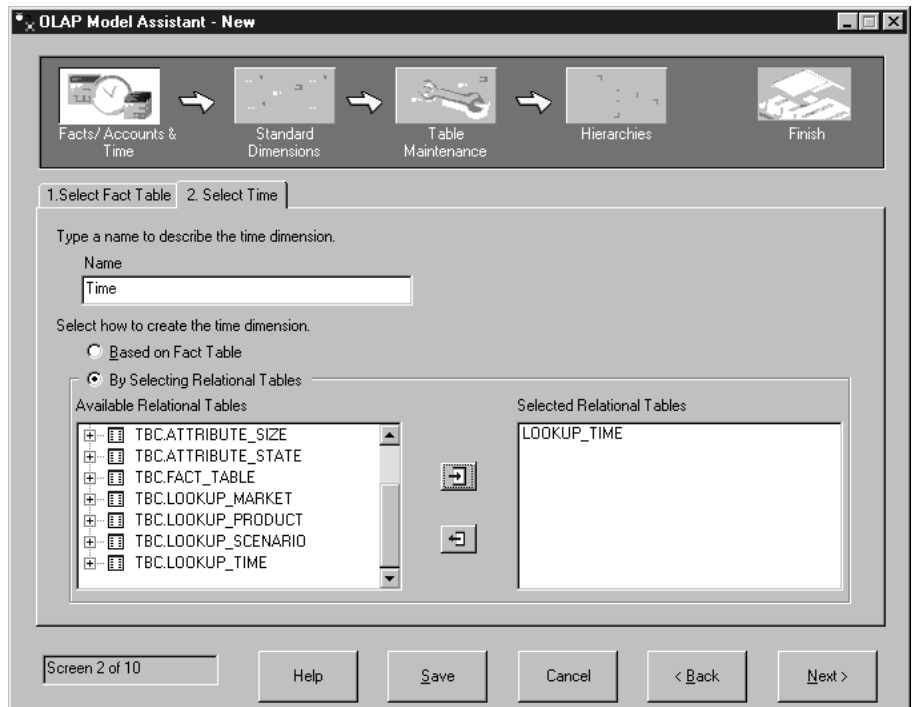 OLAP Model Assistant - New
Facts/Accounts &
Time
Standard
Dimensions
Table
Maintenance
Hierarchies
Finish
1.Select Fact Table
2. Select Time
Type a name to describe the time dimension.
Name
Time
Select how to create the time dimension.
Based on Fact Table
By Selecting Relational Tables
Available Relational Tables
TBC.ATTRIBUTE_SIZE
TBC.ATTRIBUTE_STATE
TBC.FACT_TABLE
TBC.LOOKUP_MARKET
TBC.LOOKUP_PRODUCT
TBC.LOOKUP_SCENARIO
TBC.LOOKUP_TIME
Selected Relational Tables
LOOKUP_TIME
Screen 2 of 10
Help
Save
Cancel
< Back
Next >